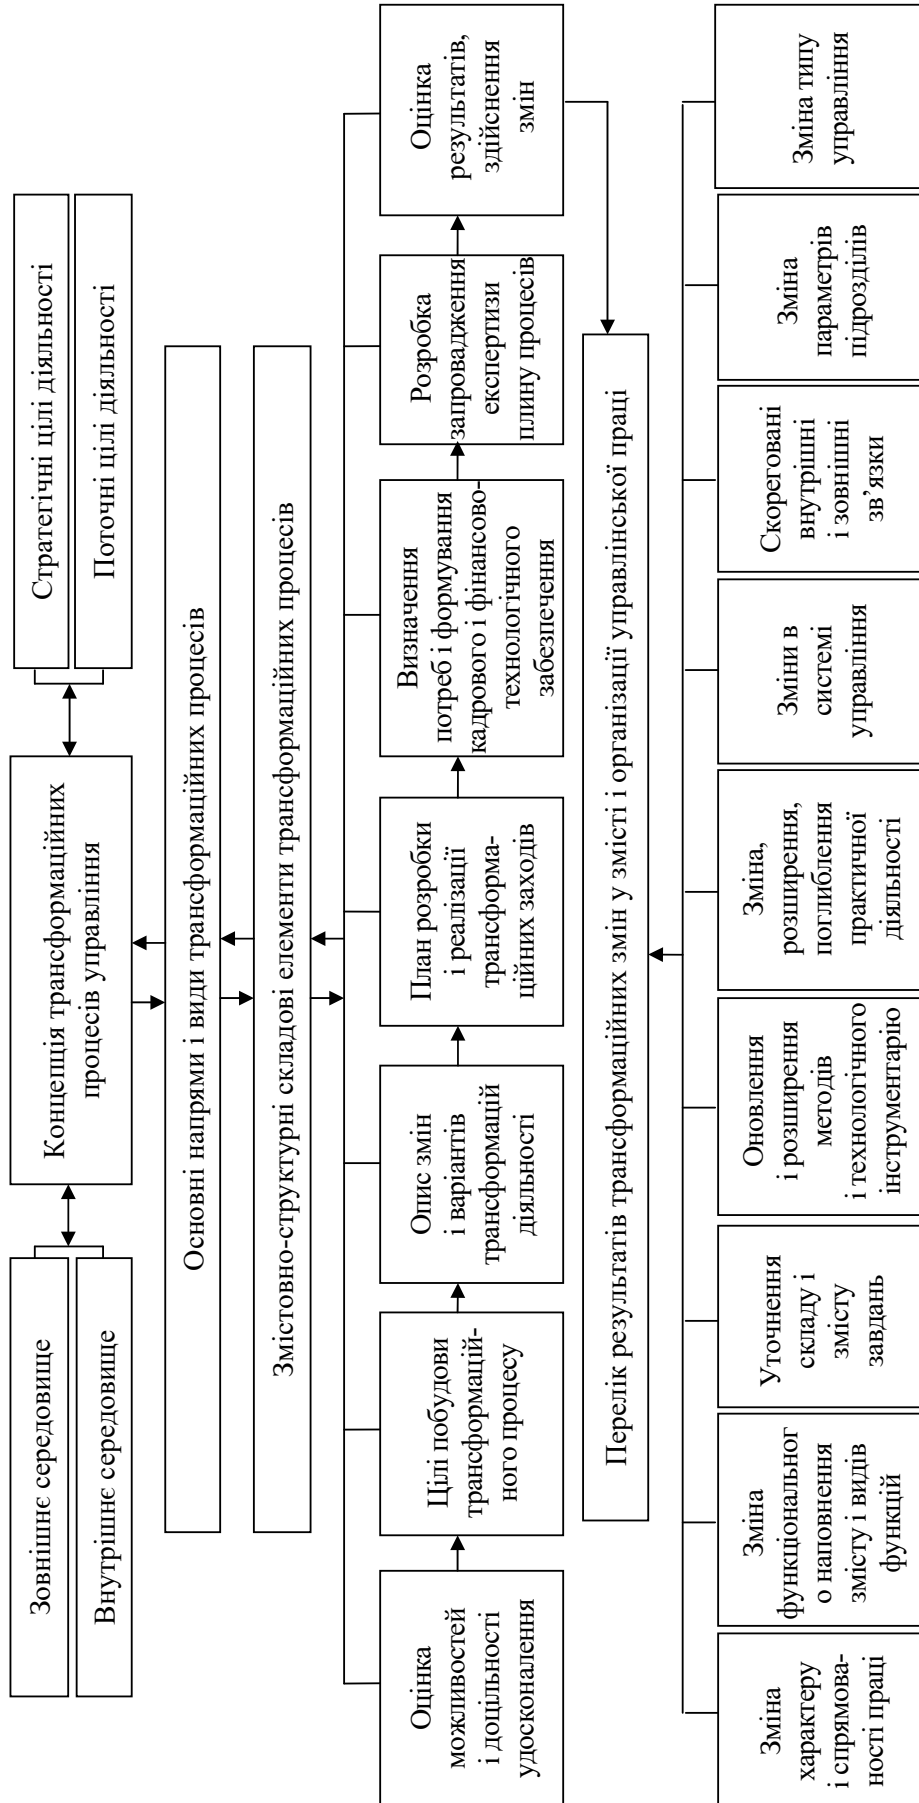 Зовнішнє середовище
Внутрішнє середовище
Концепція трансформаційних
процесів управління
Стратегічні цілі діяльності
Поточні цілі діяльності
Основні напрями і види трансформаційних процесів
Змістовно-структурні складові елементи трансформаційних процесів
Оцінка
можливостей
і доцільності
удосконалення
Цілі побудови
трансформацій-
ного процесу
Опис змін
і варіантів
трансформацій
діяльності
План розробки
і реалізації
трансформа-
ційних заходів
Визначення
потреб і формування
кадрового і фінансово-
технологічного
забезпечення
Розробка
запровадження
експертизи
плину процесів
Оцінка
результатів,
здійснення
змін
Перелік результатів трансформаційних змін у змісті і організації управлінської праці
Зміна
характеру
і спрямова-
ності праці
Зміна
функціональног
о наповнення
змісту і видів
функцій
Уточнення
складу і
змісту
завдань
Оновлення
і розширення
методів
і технологічного
інструментарію
Зміна,
розширення,
поглиблення
практичної
діяльності
Зміни в
системі
управління
Скореговані
внутрішні
і зовнішні
зв’язки
Зміна
параметрів
підрозділів
Зміна типу
управління